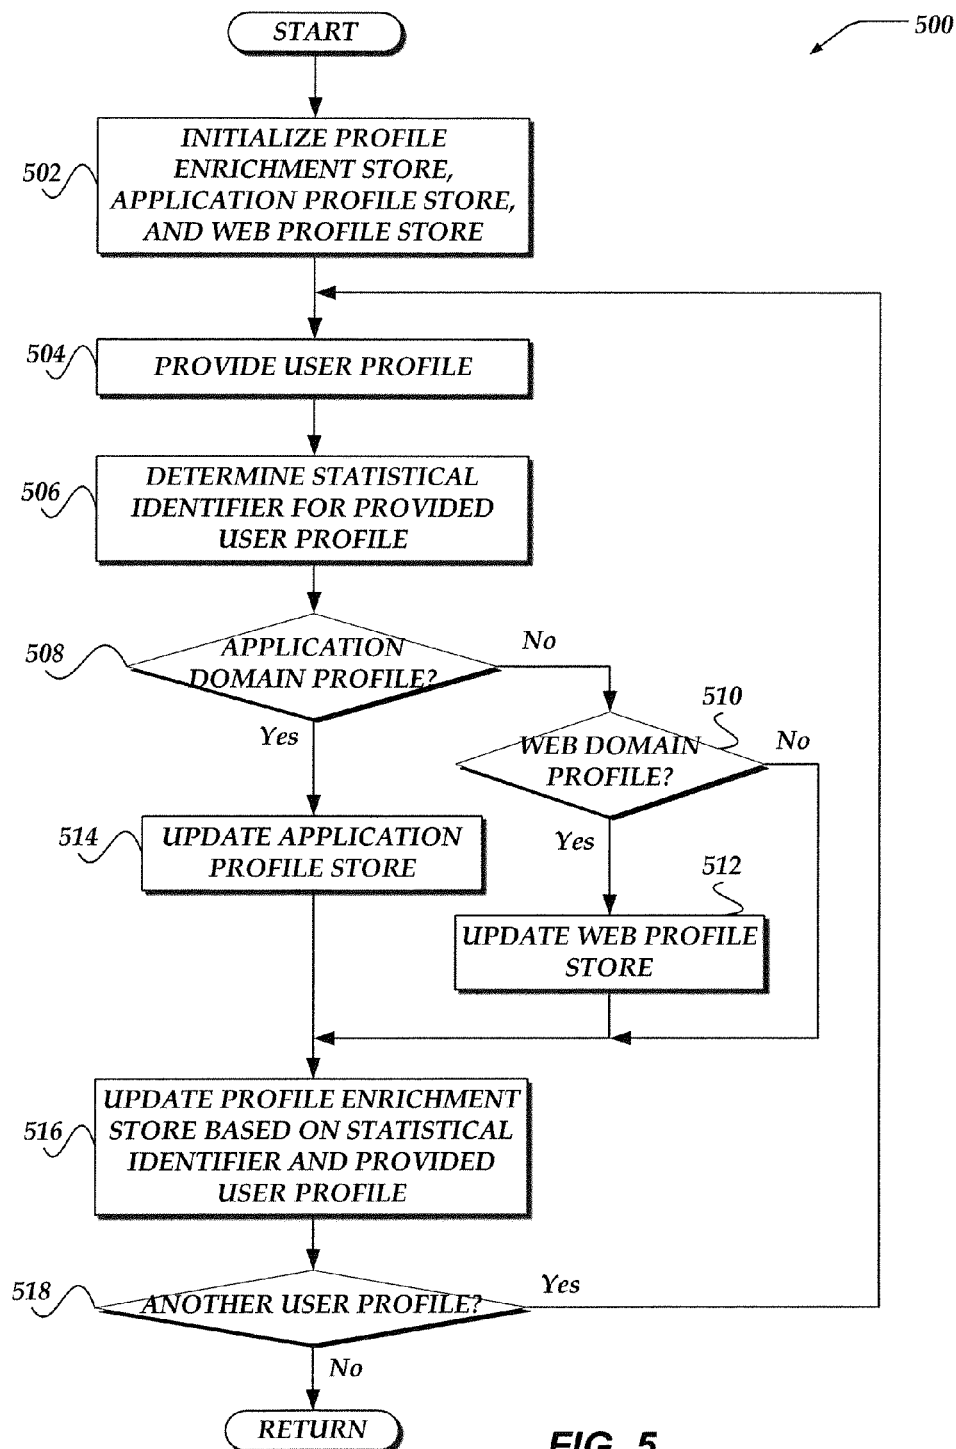 START
500
502
INITIALIZE PROFILE
ENRICHMENT STORE,
APPLICATION PROFILE STORE,
AND WEB PROFILE STORE
504
PROVIDE USER PROFILE
506
DETERMINE STATISTICAL
IDENTIFIER FOR PROVIDED
USER PROFILE
508
APPLICATION
DOMAIN PROFILE?
No
Yes
510
WEB DOMAIN
PROFILE?
No
Yes
514
UPDATE APPLICATION
PROFILE STORE
512
UPDATE WEB PROFILE
STORE
516
UPDATE PROFILE ENRICHMENT
STORE BASED ON STATISTICAL
IDENTIFIER AND PROVIDED
USER PROFILE
518
ANOTHER USER PROFILE?
Yes
No
RETURN
FIG. 5